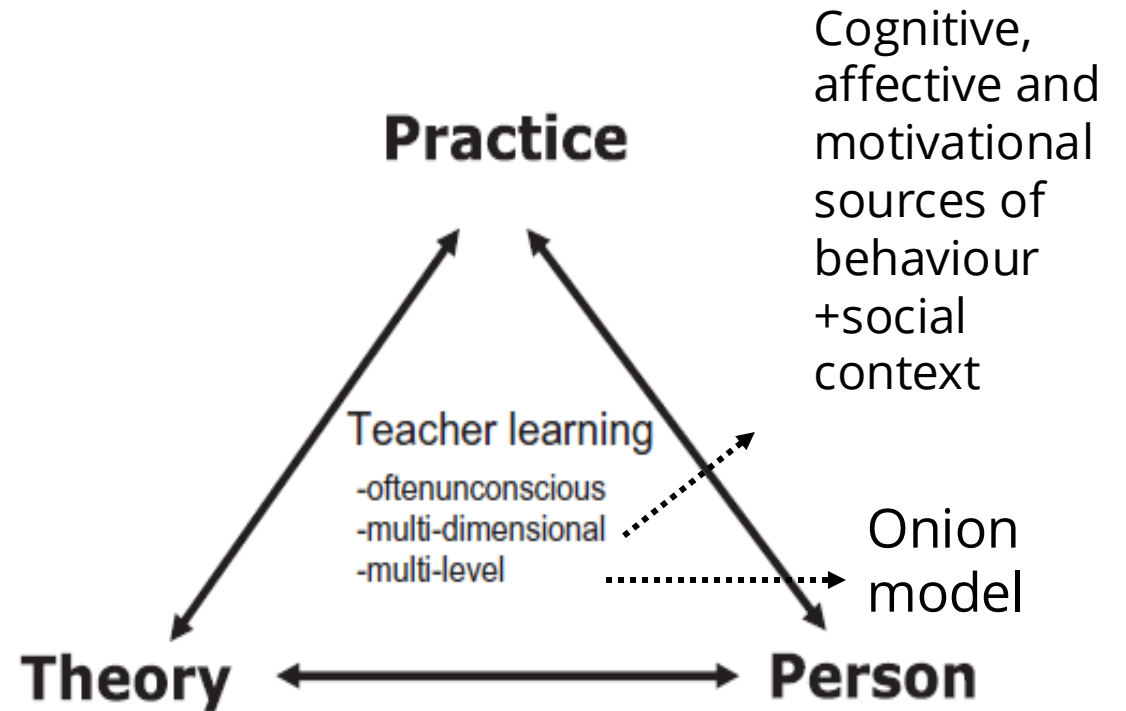 Cognitive,
affective and
motivational
sources of
behaviour
+social
context
Practice
Teacher learning
-oftenunconscious
-multi-dimensional
-multi-level
Onion
model
Theory
Person